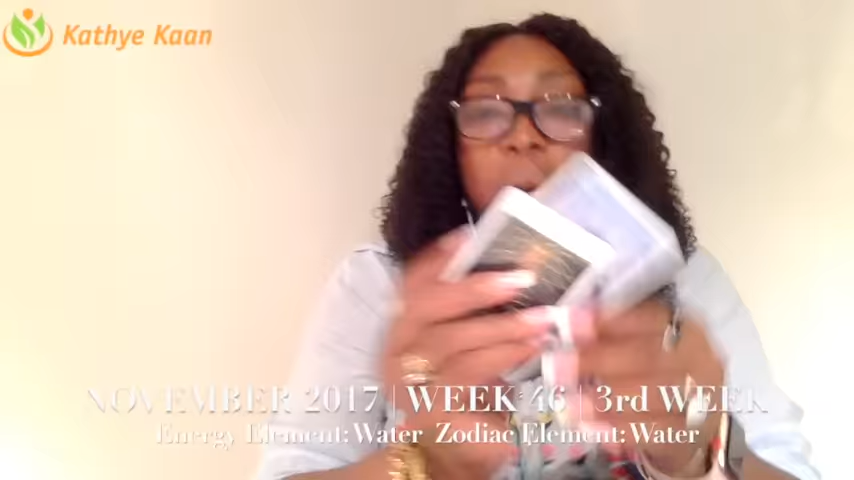 Kathye Kaan
NOVEMBER 2017 | WEEK 46 | 3rd WEEK
Energy Element: Water Zodiac Element: Water